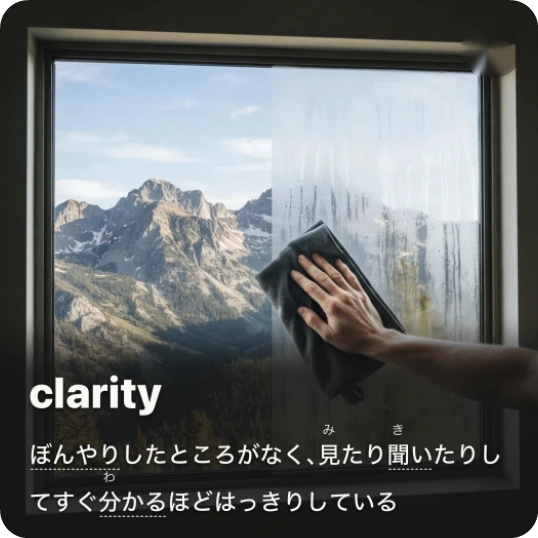 clarity
ぼんやりしたところがなく、見たり聞いたりし
てすぐ分かるほどはっきりしている